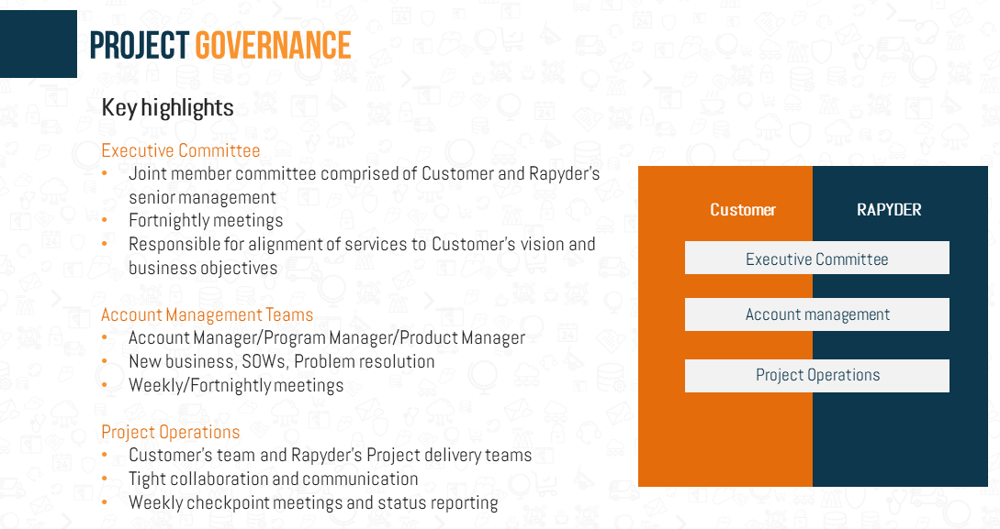 PROJECT GOVERNANCE
Key highlights
Executive Committee
• Joint member committee comprised of Customer and Rapyder's
senior management
• Fortnightly meetings
• Responsible for alignment of services to Customer's vision and
business objectives
Account Management Teams
• Account Manager/Program Manager/Product Manager
• New business, SOWs, Problem resolution
• Weekly/Fortnightly meetings
Project Operations
• Customer's team and Rapyder's Project delivery teams
• Tight collaboration and communication
• Weekly checkpoint meetings and status reporting
Customer RAPYDER
Executive Committee
Account management
Project Operations